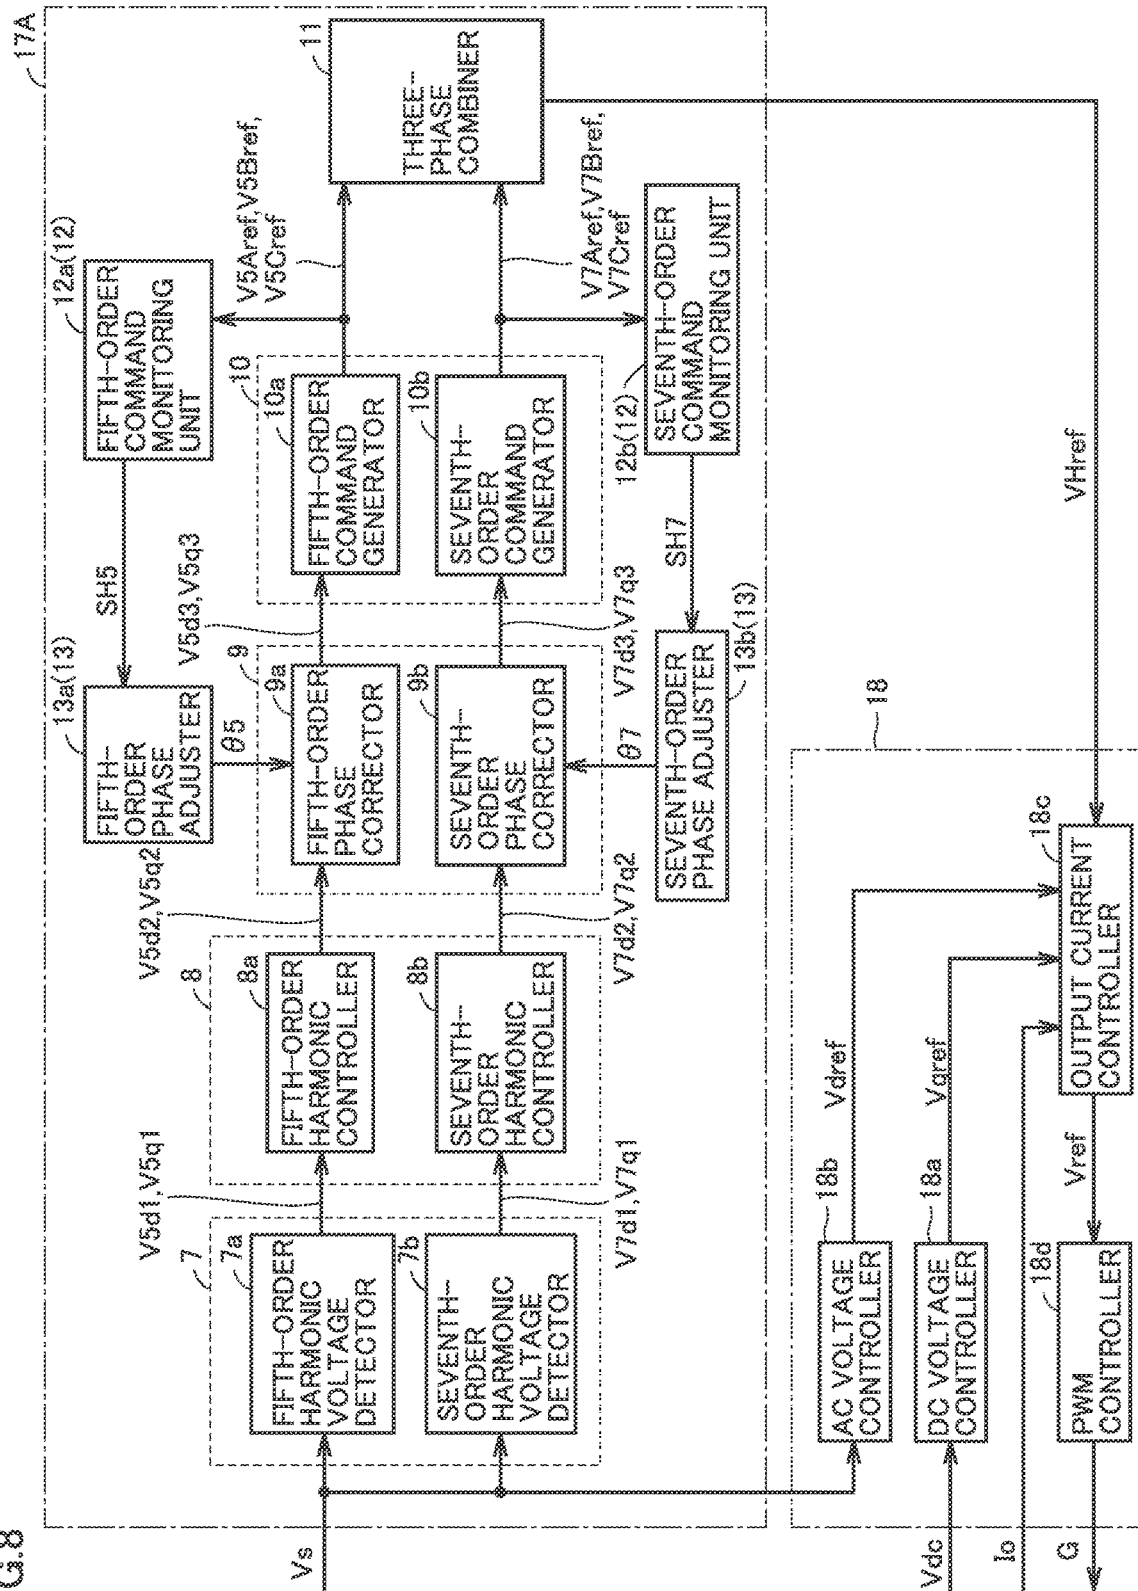 G.8
17A
11
THREE-
PHASE
COMBINER
V5Aref,V5Bref,
V5Cref
V7Aref,V7Bref,
V7Cref
12a(12)
FIFTH-ORDER
COMMAND
MONITORING
UNIT
SEVENTH-ORDER
COMMAND
MONITORING UNIT
12b(12)
10
10a
FIFTH-ORDER
COMMAND
GENERATOR
10b
SEVENTH-
ORDER
COMMAND
GENERATOR
SH5
SH7
V5d3,V5q3
V7d3,V7q3
13a(13)
FIFTH-
ORDER
PHASE
ADJUSTER
θ5
9
9a
FIFTH-ORDER
PHASE
CORRECTOR
9b
SEVENTH-
ORDER
PHASE
CORRECTOR
θ7
SEVENTH-ORDER
PHASE ADJUSTER
13b(13)
V5d2,V5q2
V7d2,V7q2
8
8a
FIFTH-ORDER
HARMONIC
CONTROLLER
8b
SEVENTH-
ORDER
HARMONIC
CONTROLLER
V5d1,V5q1
V7d1,V7q1
7
7a
FIFTH-ORDER
HARMONIC
VOLTAGE
DETECTOR
7b
SEVENTH-
ORDER
HARMONIC
VOLTAGE
DETECTOR
Vs
VHref
18
18b
AC VOLTAGE
CONTROLLER
Vdref
18a
DC VOLTAGE
CONTROLLER
Vqref
18c
OUTPUT CURRENT
CONTROLLER
Vref
18d
PWM
CONTROLLER
Vdc
Io
G